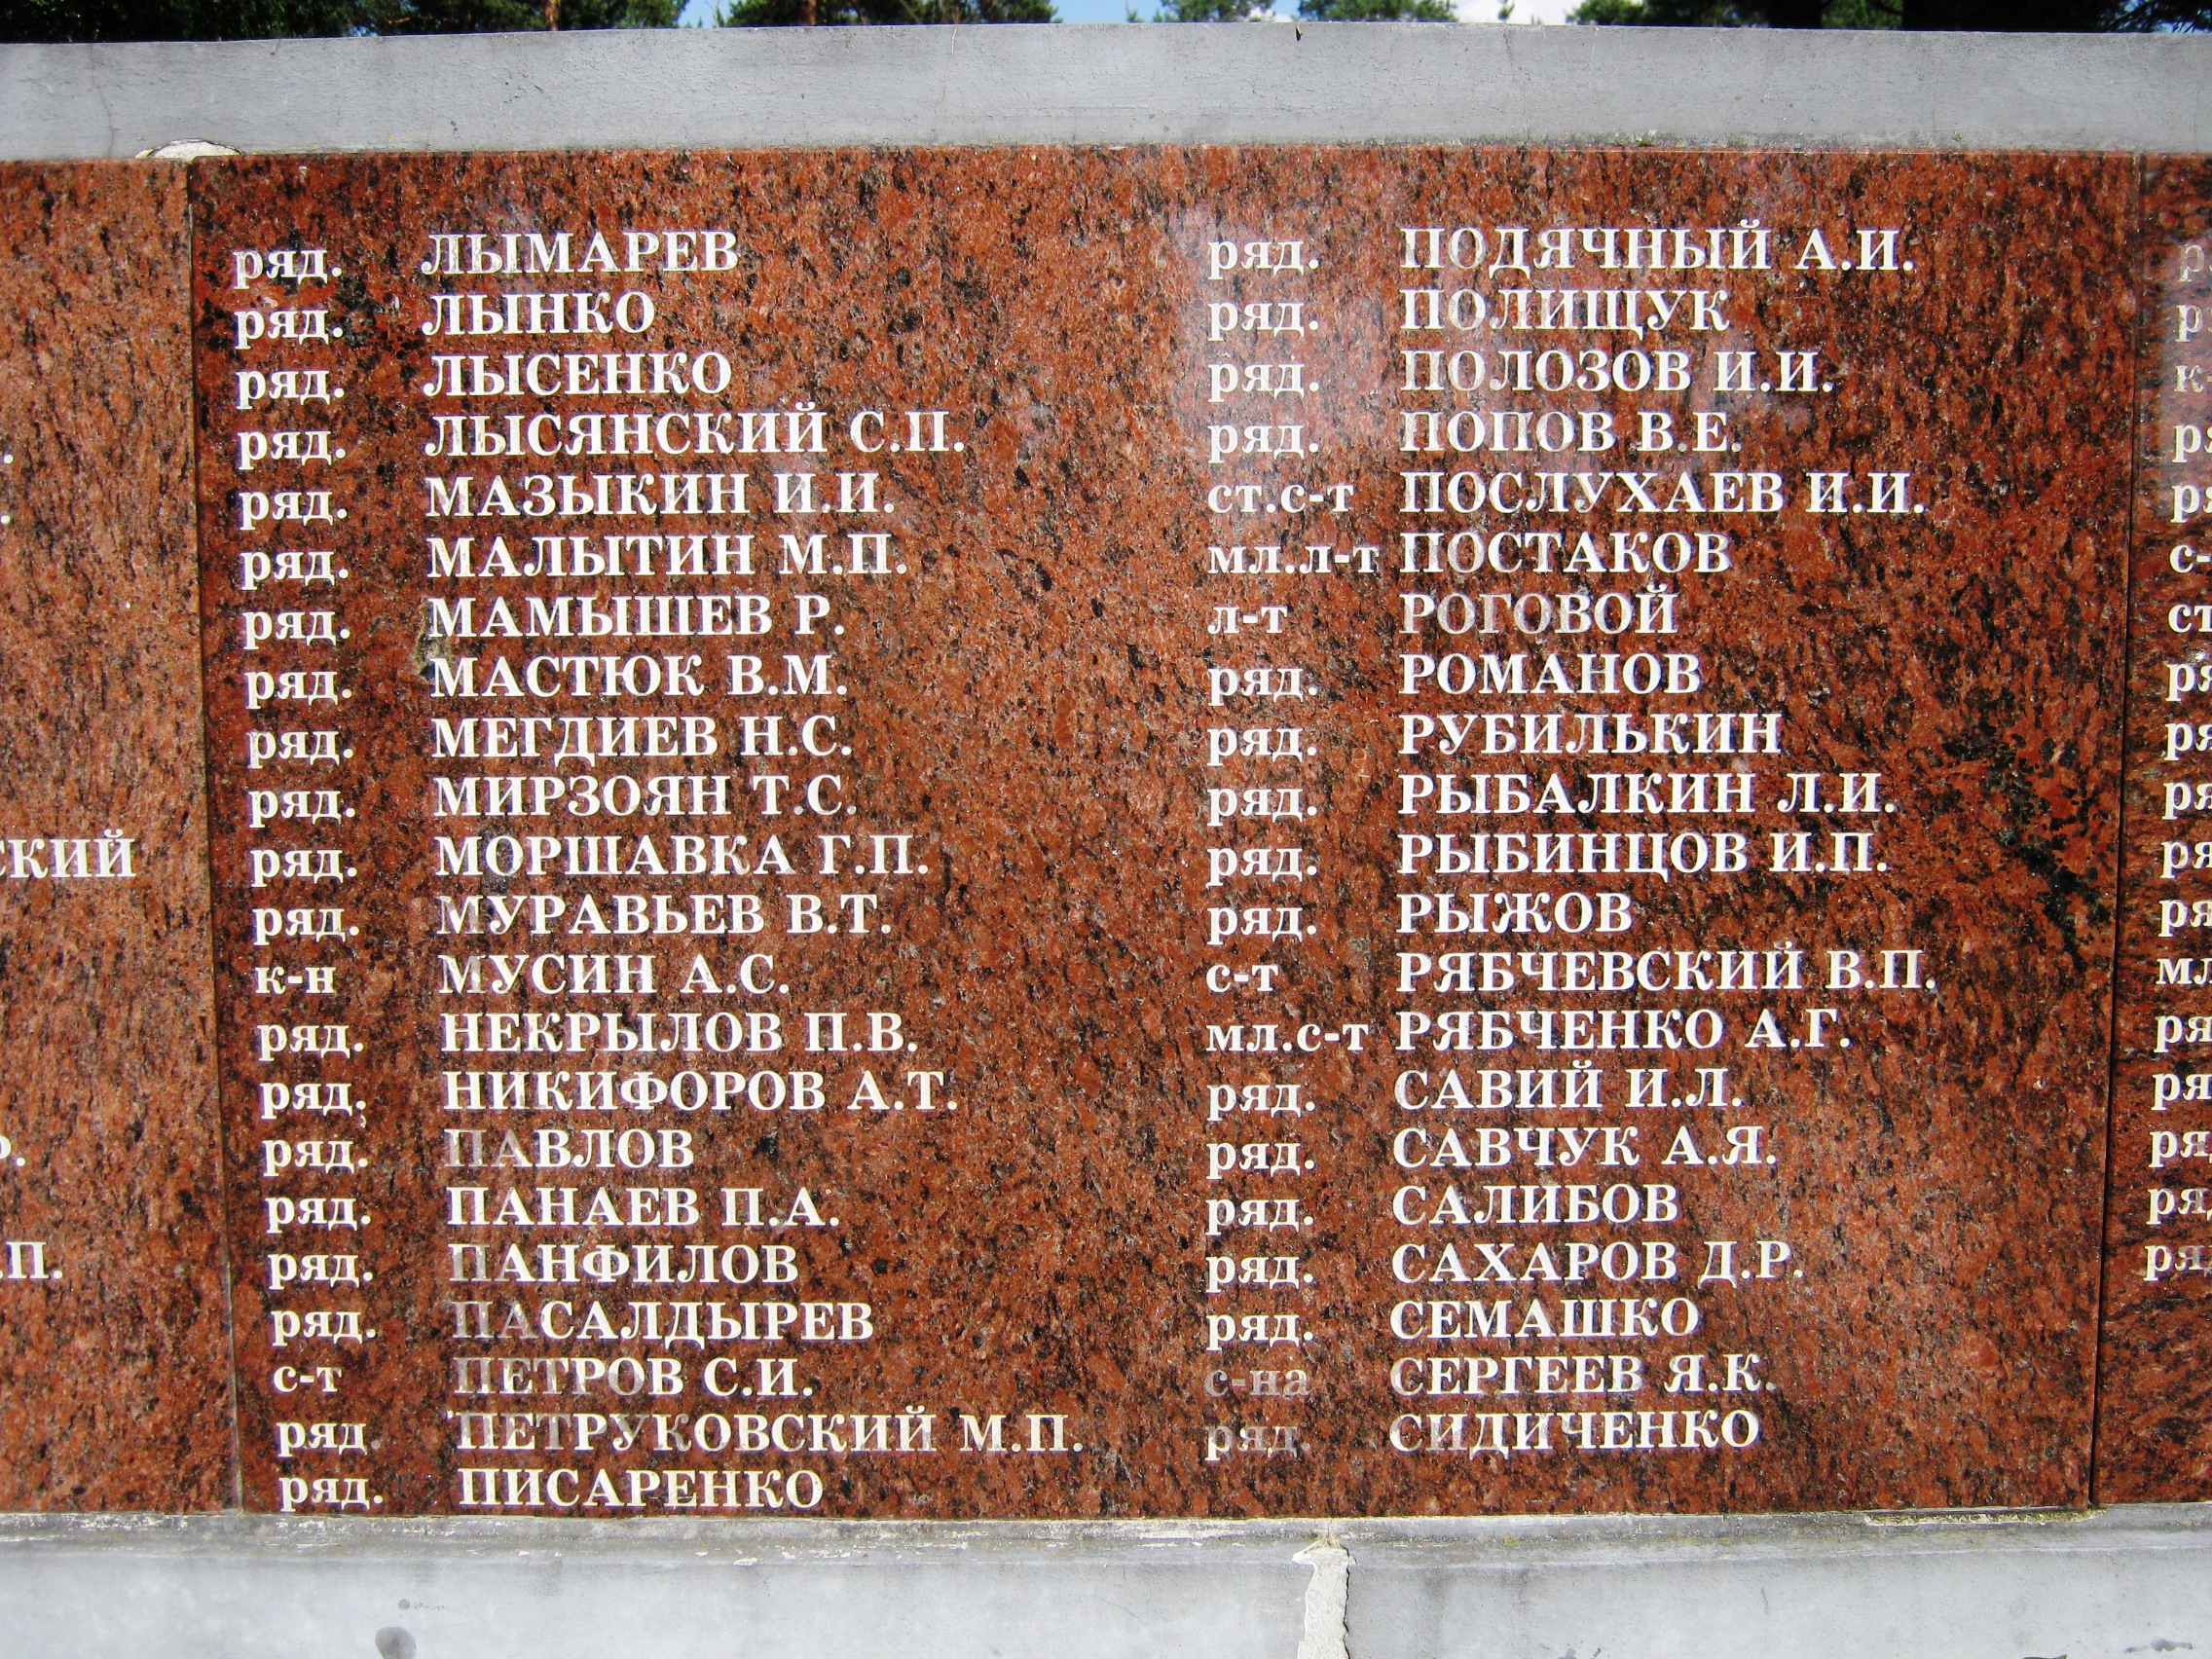 ряд. ЛЫМАРЕВ
ряд. ЛЫНКО
ряд. ЛЫСЕНКО
ряд. ЛЫСЯНСКИЙ С.П.
ряд. МАЗЫКИН И.И.
ряд. МАЛЫТИН М.П.
ряд. МАМЫШЕВ Р.
ряд. МАСТЮК В.М.
ряд. МЕГДИЕВ Н.С.
ряд. МИРЗОЯН Т.С.
ряд. МОРШАВКА Г.П.
ряд. МУРАВЬЕВ В.Т.
к-н МУСИН А.С.
ряд. НЕКРЫЛОВ П.В.
ряд. НИКИФОРОВ А.Т.
ряд. ПАВЛОВ
ряд. ПАНАЕВ П.А.
ряд. ПАНФИЛОВ
ряд. ПАСАЛДЫРЕВ
с-т ПЕТРОВ С.И.
ряд. ПЕТРУКОВСКИЙ М.П.
ряд. ПИСАРЕНКО
ряд. ПОДЯЧНЫЙ А.И.
ряд. ПОЛИЩУК
ряд. ПОЛОЗОВ И.И.
ряд. ПОПОВ В.Е.
ст.с-т ПОСЛУХАЕВ И.И.
мл.л-т ПОСТАКОВ
л-т РОГОВОЙ
ряд. РОМАНОВ
ряд. РУБИЛЬКИН
ряд. РЫБАЛКИН Л.И.
ряд. РЫБИНЦОВ И.П.
ряд. РЫЖОВ
с-т РЯБЧЕВСКИЙ В.П.
мл.с-т РЯБЧЕНКО А.Г.
ряд. САВИЙ И.Л.
ряд. САВЧУК А.Я.
ряд. САЛИБОВ
ряд. САХАРОВ Д.Р.
ряд. СЕМАШКО
с-на СЕРГЕЕВ Я.К.
ряд. СИДИЧЕНКО